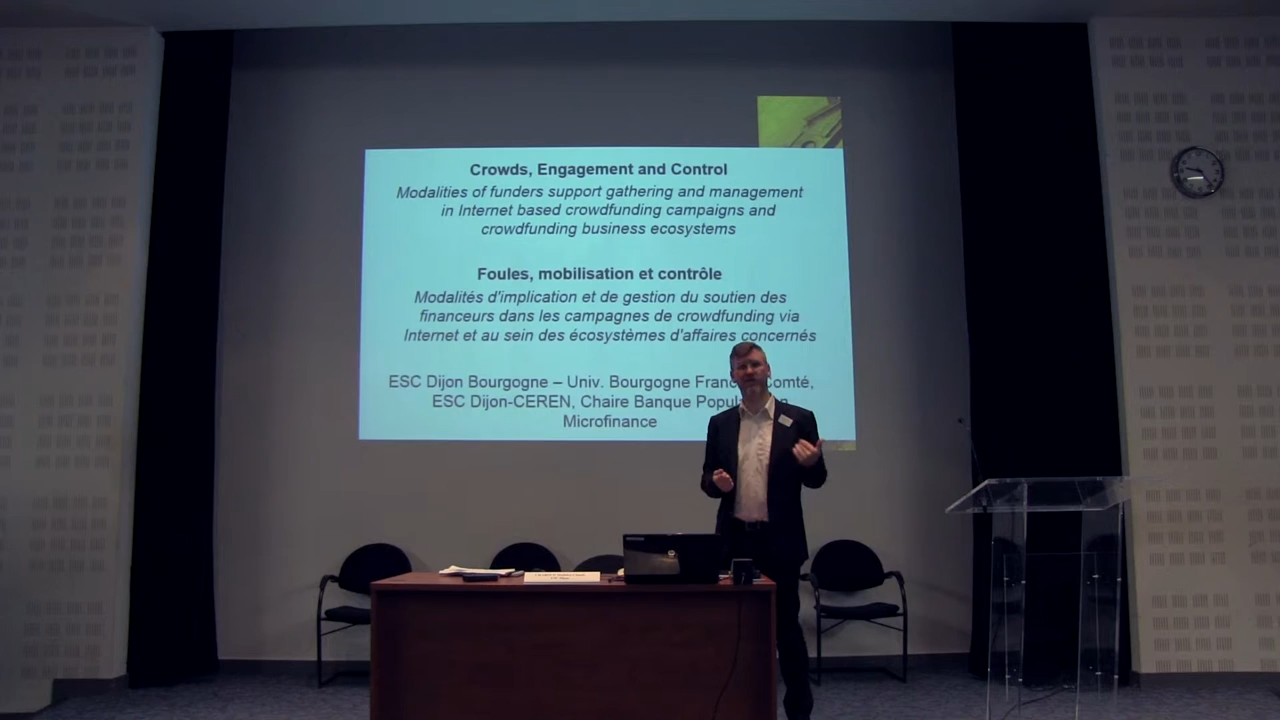 Crowds, Engagement and Control
Modalities of funders support gathering and management
in Internet based crowdfunding campaigns and
crowdfunding business ecosystems
Foules, mobilisation et contrôle
Modalités d'implication et de gestion du soutien des
financeurs dans les campagnes de crowdfunding via
Internet et au sein des écosystèmes d'affaires concernés
ESC Dijon Bourgogne – Univ. Bourgogne Comté,
ESC Dijon-CEREN, Chaire Banque
Microfinance